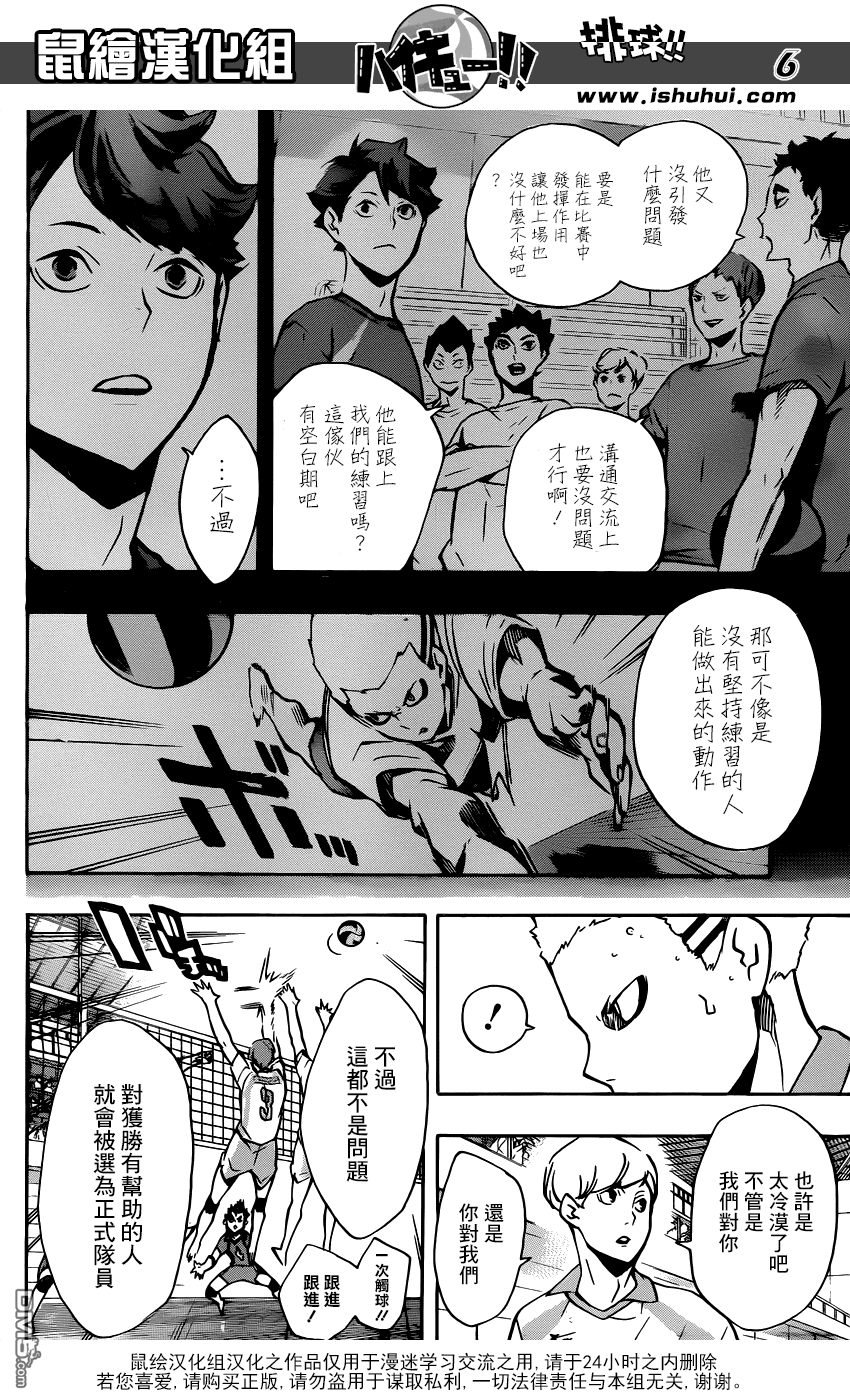 鼠繪漢化組
ハイキュー!!
排球!!
6
www.ishuhui.com
他又
沒引發
什麼問題
要是
能在比賽中
發揮作用
讓他上場也
沒什麼不好吧
？
溝通交流上
也要沒問題
才行啊！
他能跟上
我們的練習嗎？
這傢伙
有空白期吧
…不過
那可不像是
沒有堅持練習的人
能做出來的動作
ボッ
！
也許是
太冷漠了吧
不管是
我們對你
還是
你對我們
不過
這都不是問題
對獲勝有幫助的人
就會被選為正式隊員
一次觸球!!
跟進
跟進！
3
鼠绘汉化组汉化之作品仅用于漫迷学习交流之用, 请于24小时之内删除
若您喜爱, 请购买正版, 请勿盗用于谋取私利, 一切法律责任与本组无关, 谢谢。